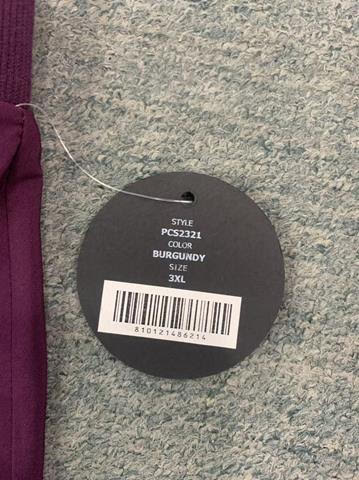 STYLE
PCS2321
COLOR
BURGUNDY
SIZE
3XL
810121486214